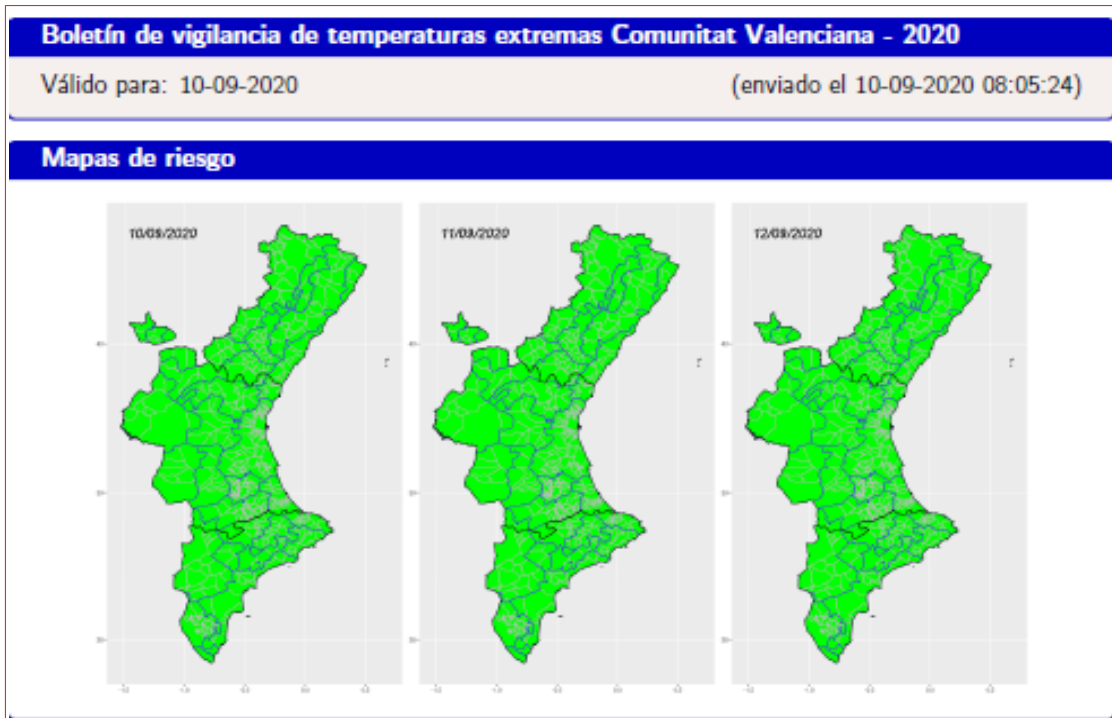 Boletín de vigilancia de temperaturas extremas Comunitat Valenciana - 2020
Válido para: 10-09-2020 (enviado el 10-09-2020 08:05:24)
Mapas de riesgo
10/09/2020 11/09/2020 12/09/2020